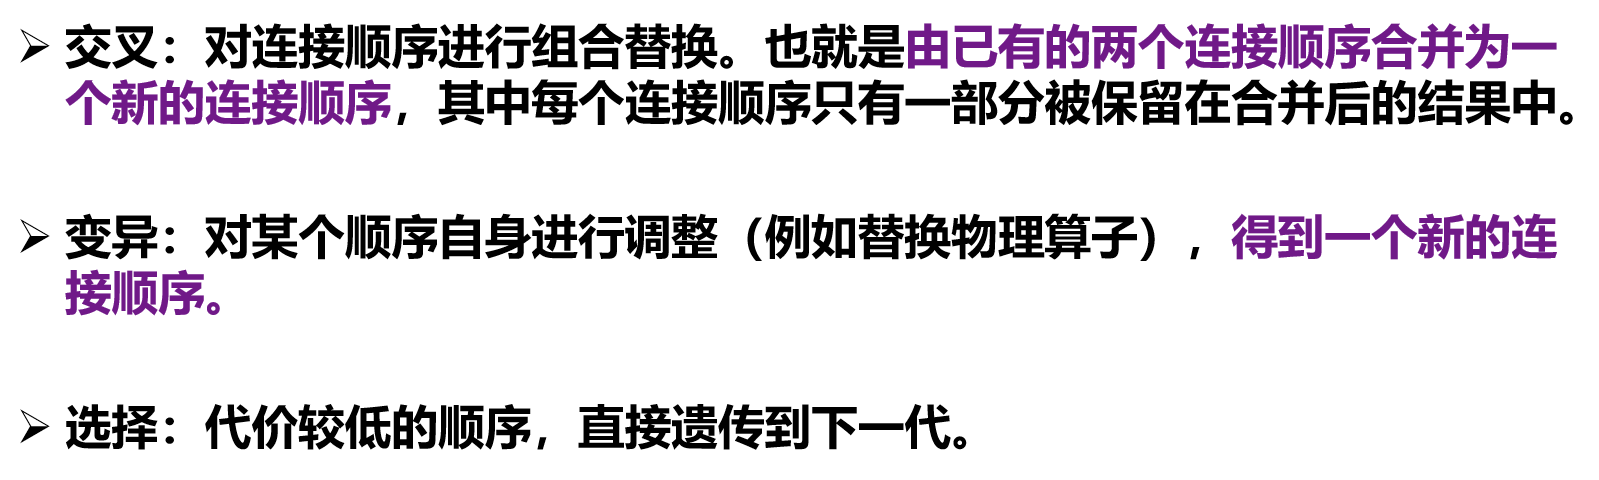 ➢ 交叉：对连接顺序进行组合替换。也就是由已有的两个连接顺序合并为一
个新的连接顺序，其中每个连接顺序只有一部分被保留在合并后的结果中。
➢ 变异：对某个顺序自身进行调整（例如替换物理算子），得到一个新的连
接顺序。
➢ 选择：代价较低的顺序，直接遗传到下一代。